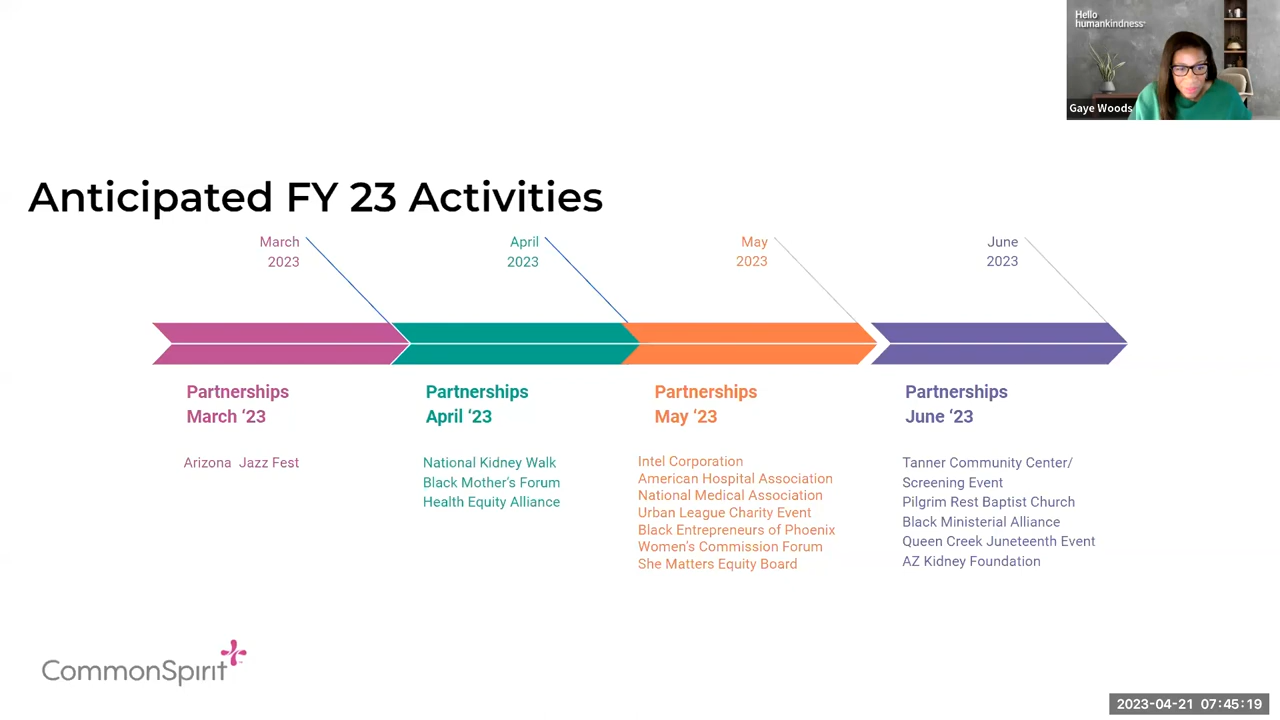 Hello
humankindness
Gaye Woods
Anticipated FY 23 Activities
March
2023
April
2023
May
2023
June
2023
Partnerships
March ‘23
Partnerships
April ‘23
Partnerships
May ‘23
Partnerships
June ‘23
Arizona Jazz Fest
National Kidney Walk
Black Mother's Forum
Health Equity Alliance
Intel Corporation
American Hospital Association
National Medical Association
Urban League Charity Event
Black Entrepreneurs of Phoenix
Women's Commission Forum
She Matters Equity Board
Tanner Community Center/
Screening Event
Pilgrim Rest Baptist Church
Black Ministerial Alliance
Queen Creek Juneteenth Event
AZ Kidney Foundation
CommonSpirit
2023-04-21 07:45:19